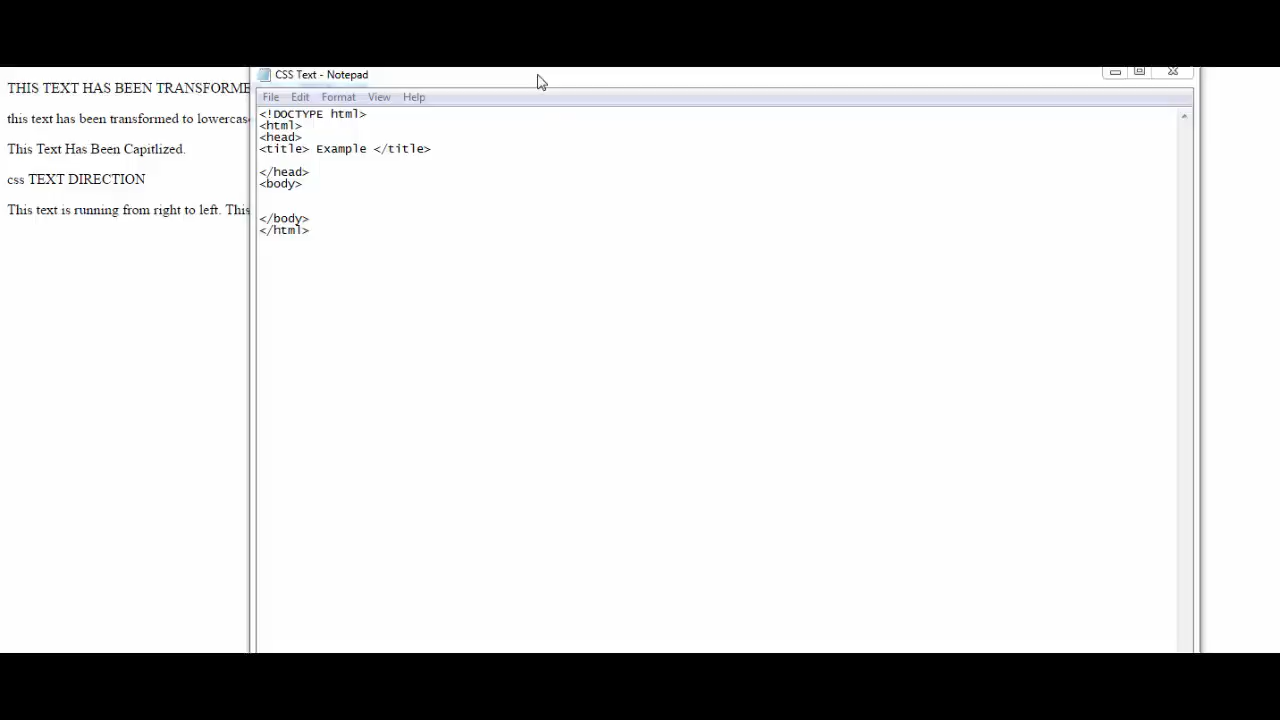 CSS Text - Notepad
File Edit Format View Help
<!DOCTYPE html>
<html>
<head>
<title> Example </title>
</head>
<body>
</body>
</html>
THIS TEXT HAS BEEN
this text has been transformed to
This Text Has Been Capitlized.
css TEXT DIRECTION
This text is running from right to left. This